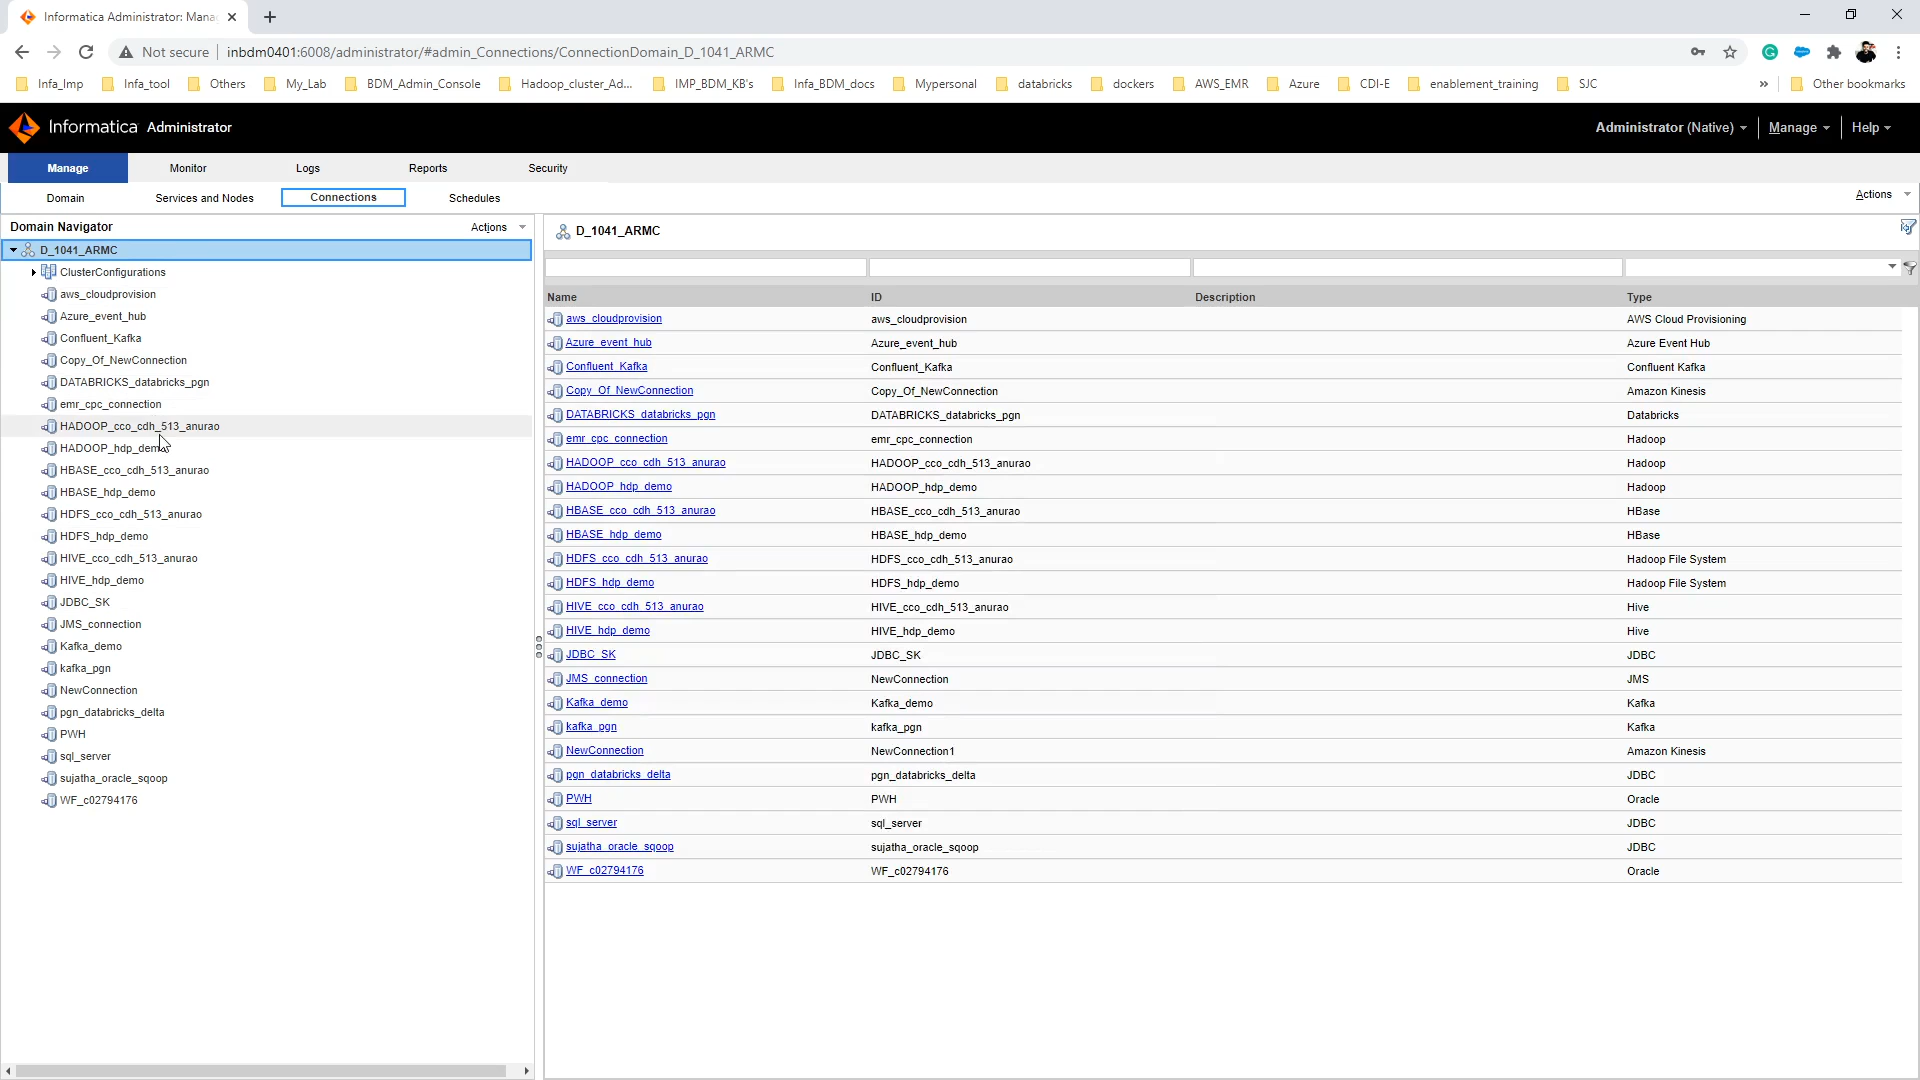 Informatica Administrator: Mana
Not secure | inbdm0401:6008/administrator/#admin_Connections/ConnectionDomain_D_1041_ARMC
Infa_Imp Infa_tool Others My_Lab BDM_Admin_Console Hadoop_cluster_Ad... IMP_BDM_KB's Infa_BDM_docs Mypersonal databricks dockers AWS_EMR Azure CDI-E enablement_training SJC » Other bookmarks
Informatica Administrator Administrator (Native) Manage Help
Manage Monitor Logs Reports Security
Domain Services and Nodes Connections Schedules Actions
Domain Navigator Actions
D_1041_ARMC
ClusterConfigurations
aws_cloudprovision
Azure_event_hub
Confluent_Kafka
Copy_Of_NewConnection
DATABRICKS_databricks_pgn
emr_cpc_connection
HADOOP_cco_cdh_513_anurao
HADOOP_hdp_demo
HBASE_cco_cdh_513_anurao
HBASE_hdp_demo
HDFS_cco_cdh_513_anurao
HDFS_hdp_demo
HIVE_cco_cdh_513_anurao
HIVE_hdp_demo
JDBC_SK
JMS_connection
Kafka_demo
kafka_pgn
NewConnection
pgn_databricks_delta
PWH
sql_server
sujatha_oracle_sqoop
WF_c02794176
D_1041_ARMC
Name ID Description Type
aws_cloudprovision aws_cloudprovision AWS Cloud Provisioning
Azure_event_hub Azure_event_hub Azure Event Hub
Confluent_Kafka Confluent_Kafka Confluent Kafka
Copy_Of_NewConnection Copy_Of_NewConnection Amazon Kinesis
DATABRICKS_databricks_pgn DATABRICKS_databricks_pgn Databricks
emr_cpc_connection emr_cpc_connection Hadoop
HADOOP_cco_cdh_513_anurao HADOOP_cco_cdh_513_anurao Hadoop
HADOOP_hdp_demo HADOOP_hdp_demo Hadoop
HBASE_cco_cdh_513_anurao HBASE_cco_cdh_513_anurao HBase
HBASE_hdp_demo HBASE_hdp_demo HBase
HDFS_cco_cdh_513_anurao HDFS_cco_cdh_513_anurao Hadoop File System
HDFS_hdp_demo HDFS_hdp_demo Hadoop File System
HIVE_cco_cdh_513_anurao HIVE_cco_cdh_513_anurao Hive
HIVE_hdp_demo HIVE_hdp_demo Hive
JDBC_SK JDBC_SK JDBC
JMS_connection NewConnection JMS
Kafka_demo Kafka_demo Kafka
kafka_pgn kafka_pgn Kafka
NewConnection NewConnection1 Amazon Kinesis
pgn_databricks_delta pgn_databricks_delta JDBC
PWH PWH Oracle
sql_server sql_server JDBC
sujatha_oracle_sqoop sujatha_oracle_sqoop JDBC
WF_c02794176 WF_c02794176 Oracle